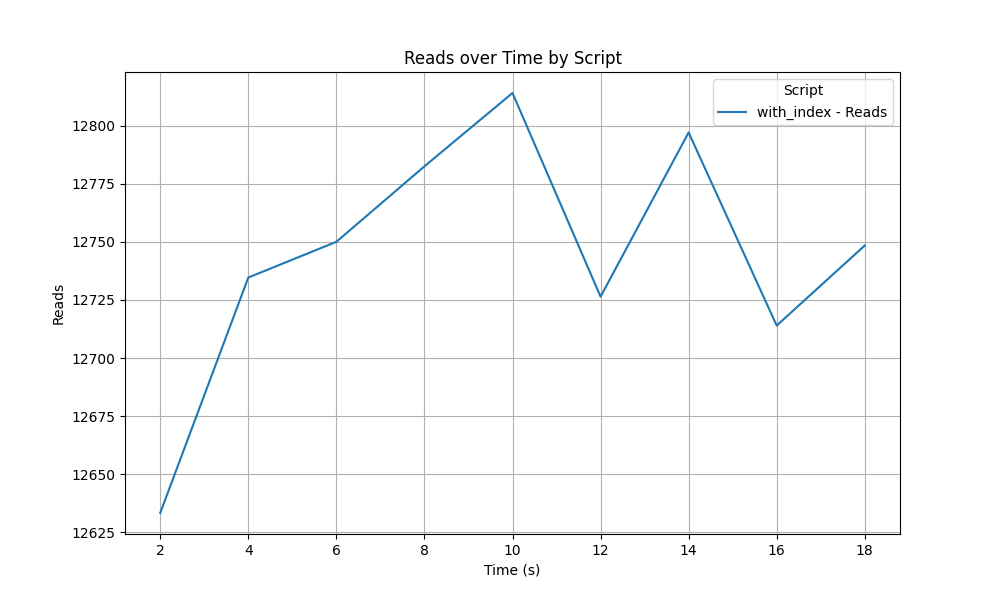 Reads over Time by Script
Script
with_index - Reads
12800
12775
12750
12725
12700
12675
12650
12625
Reads
2 4 6 8 10 12 14 16 18
Time (s)